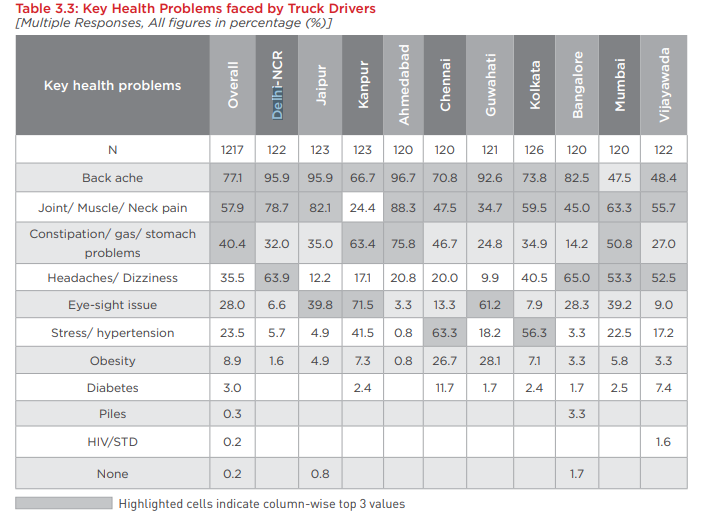 Table 3.3: Key Health Problems faced by Truck Drivers
[Multiple Responses, All figures in percentage (%)]
Key health problems Overall Delhi-NCR Jaipur Kanpur Ahmedabad Chennai Guwahati Kolkata Bangalore Mumbai Vijayawada
N 1217 122 123 123 120 120 121 126 120 120 122
Back ache 77.1 95.9 95.9 66.7 96.7 70.8 92.6 73.8 82.5 47.5 48.4
Joint/ Muscle/ Neck pain 57.9 78.7 82.1 24.4 88.3 47.5 34.7 59.5 45.0 63.3 55.7
Constipation/ gas/ stomach
problems 40.4 32.0 35.0 63.4 75.8 46.7 24.8 34.9 14.2 50.8 27.0
Headaches/ Dizziness 35.5 63.9 12.2 17.1 20.8 20.0 9.9 40.5 65.0 53.3 52.5
Eye-sight issue 28.0 6.6 39.8 71.5 3.3 13.3 61.2 7.9 28.3 39.2 9.0
Stress/ hypertension 23.5 5.7 4.9 41.5 0.8 63.3 18.2 56.3 3.3 22.5 17.2
Obesity 8.9 1.6 4.9 7.3 0.8 26.7 28.1 7.1 3.3 5.8 3.3
Diabetes 3.0 2.4 11.7 1.7 2.4 1.7 2.5 7.4
Piles 0.3 3.3
HIV/STD 0.2 1.6
None 0.2 0.8 1.7
Highlighted cells indicate column-wise top 3 values